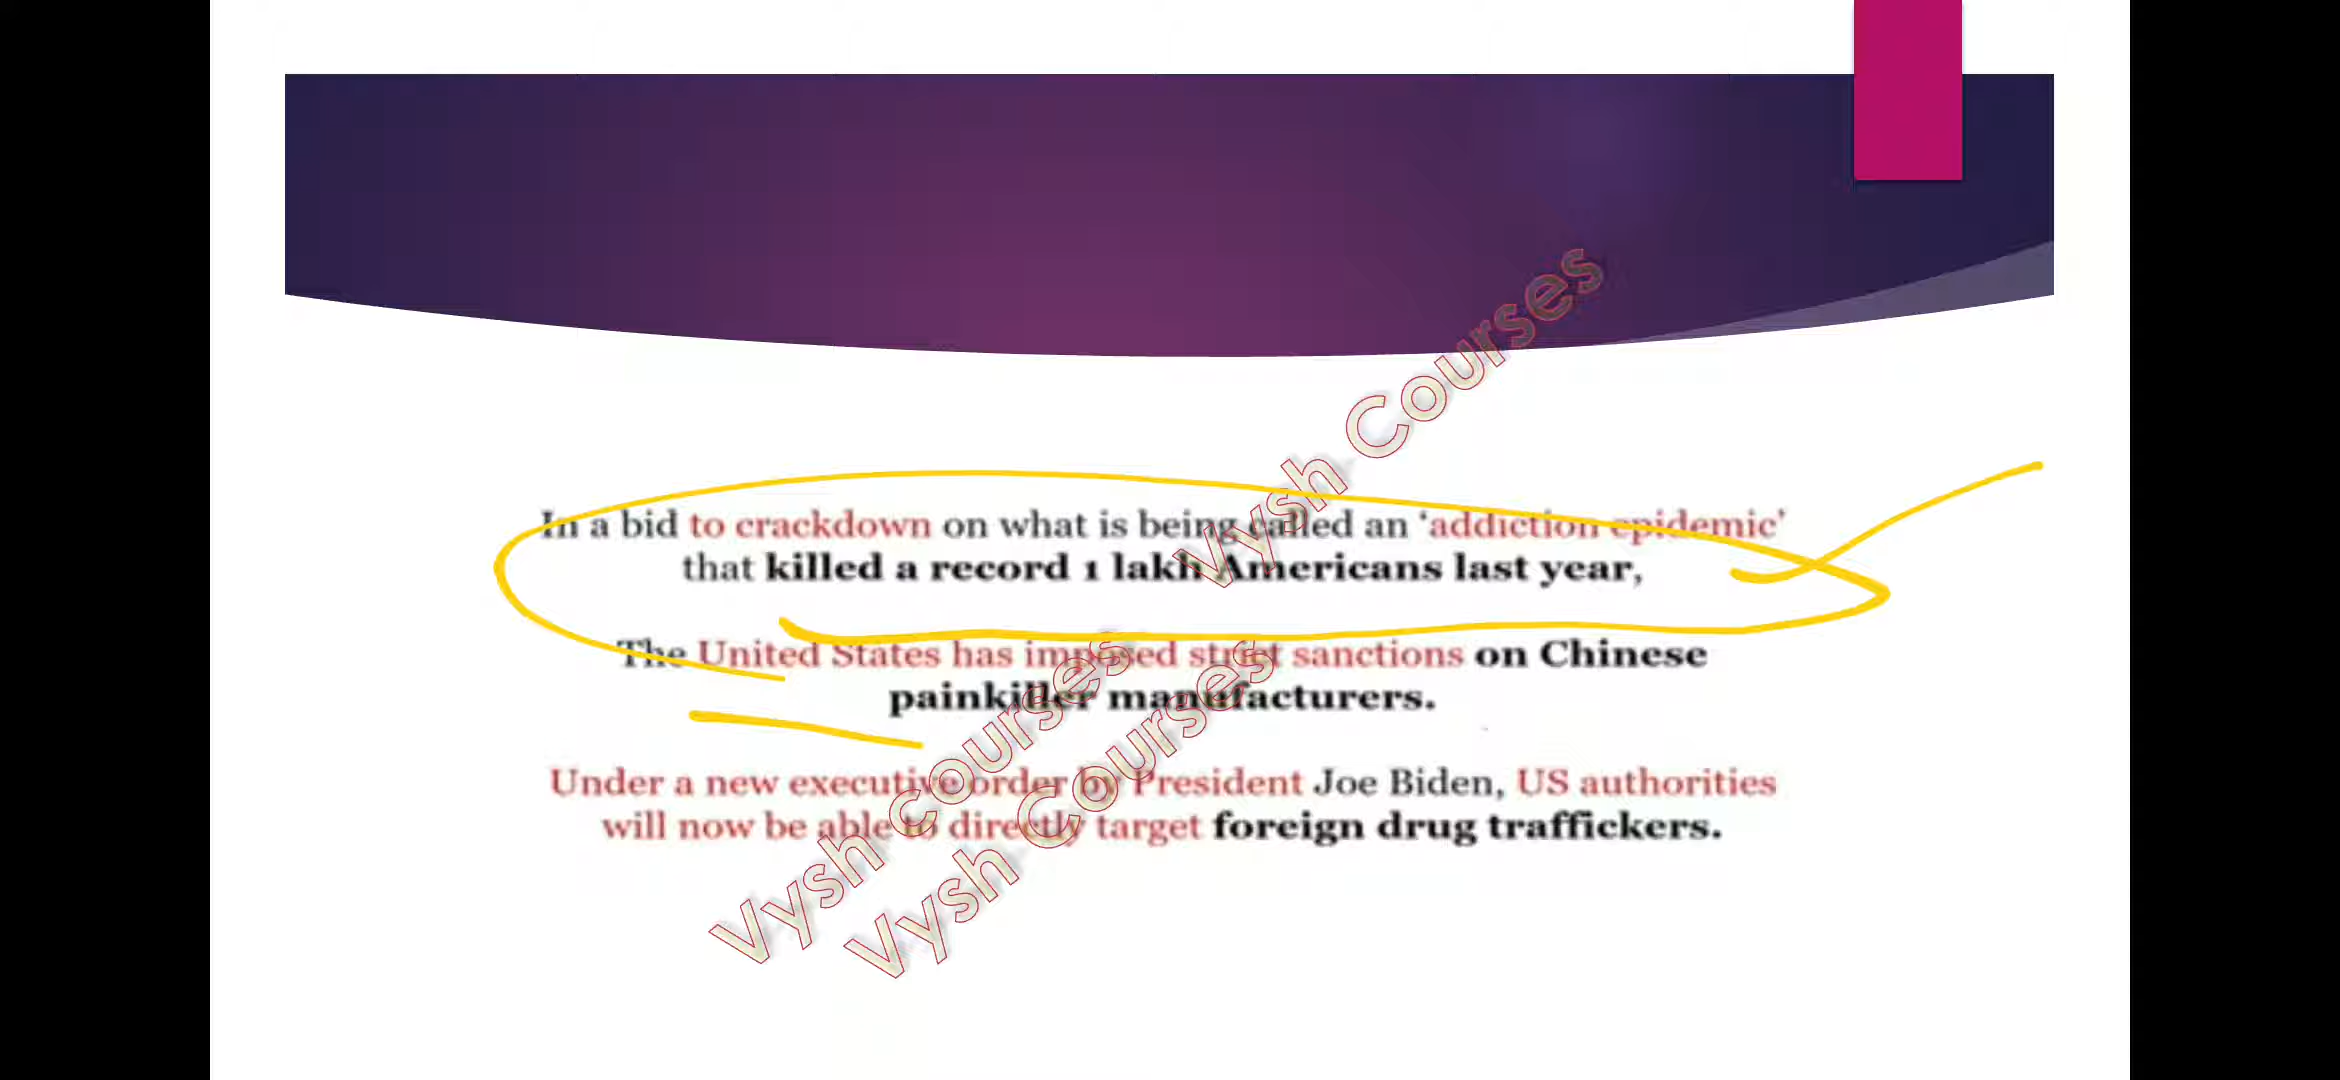 In a bid to crackdown on what is being called an ‘addiction epidemic’
that killed a record 1 lakh Americans last year,
The United States has imposed strict sanctions on Chinese
painkiller manufacturers.
Under a new executive order by President Joe Biden, US authorities
will now be able to directly target foreign drug traffickers.
Vysh Courses
Vysh courses
Vysh Courses